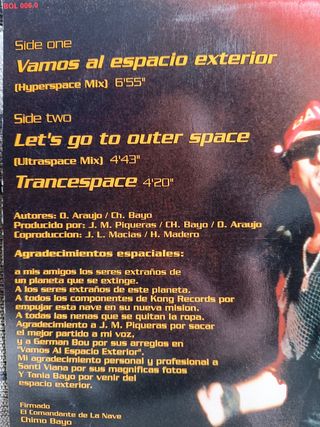 BOL 006.0
Side one
Vamos al espacio exterior
(Hyperspace Mix) 6'55"
Side two
Let's go to outer space
(Ultraspace Mix) 4'43"
Trancespace 4'20"
Autores: D. Araujo / Ch. Bayo
Producido por: J. M. Piqueras / CH. Bayo / D. Araujo
Coproduccion: J. L. Macias / H. Madero
Agradecimientos espaciales:
a mis amigos los seres extraños de
un planeta que se extinge.
A los seres extraños de este planeta.
A todos los componentes de Kong Records por
empujar esta nave en su nueva mision.
A todas las nenas que se quitan la ropa.
Agradecimiento a J. M. Piqueras por sacar
el mejor partido a mi voz,
y a German Bou por sus arreglos en
"Vamos Al Espacio Exterior".
Mi agradecimiento personal y profesional a
Santi Viana por sus magnificas fotos
Y Tania Bayo por venir del
espacio exterior.
Firmado
El Comandante de La Nave
Chimo Bayo